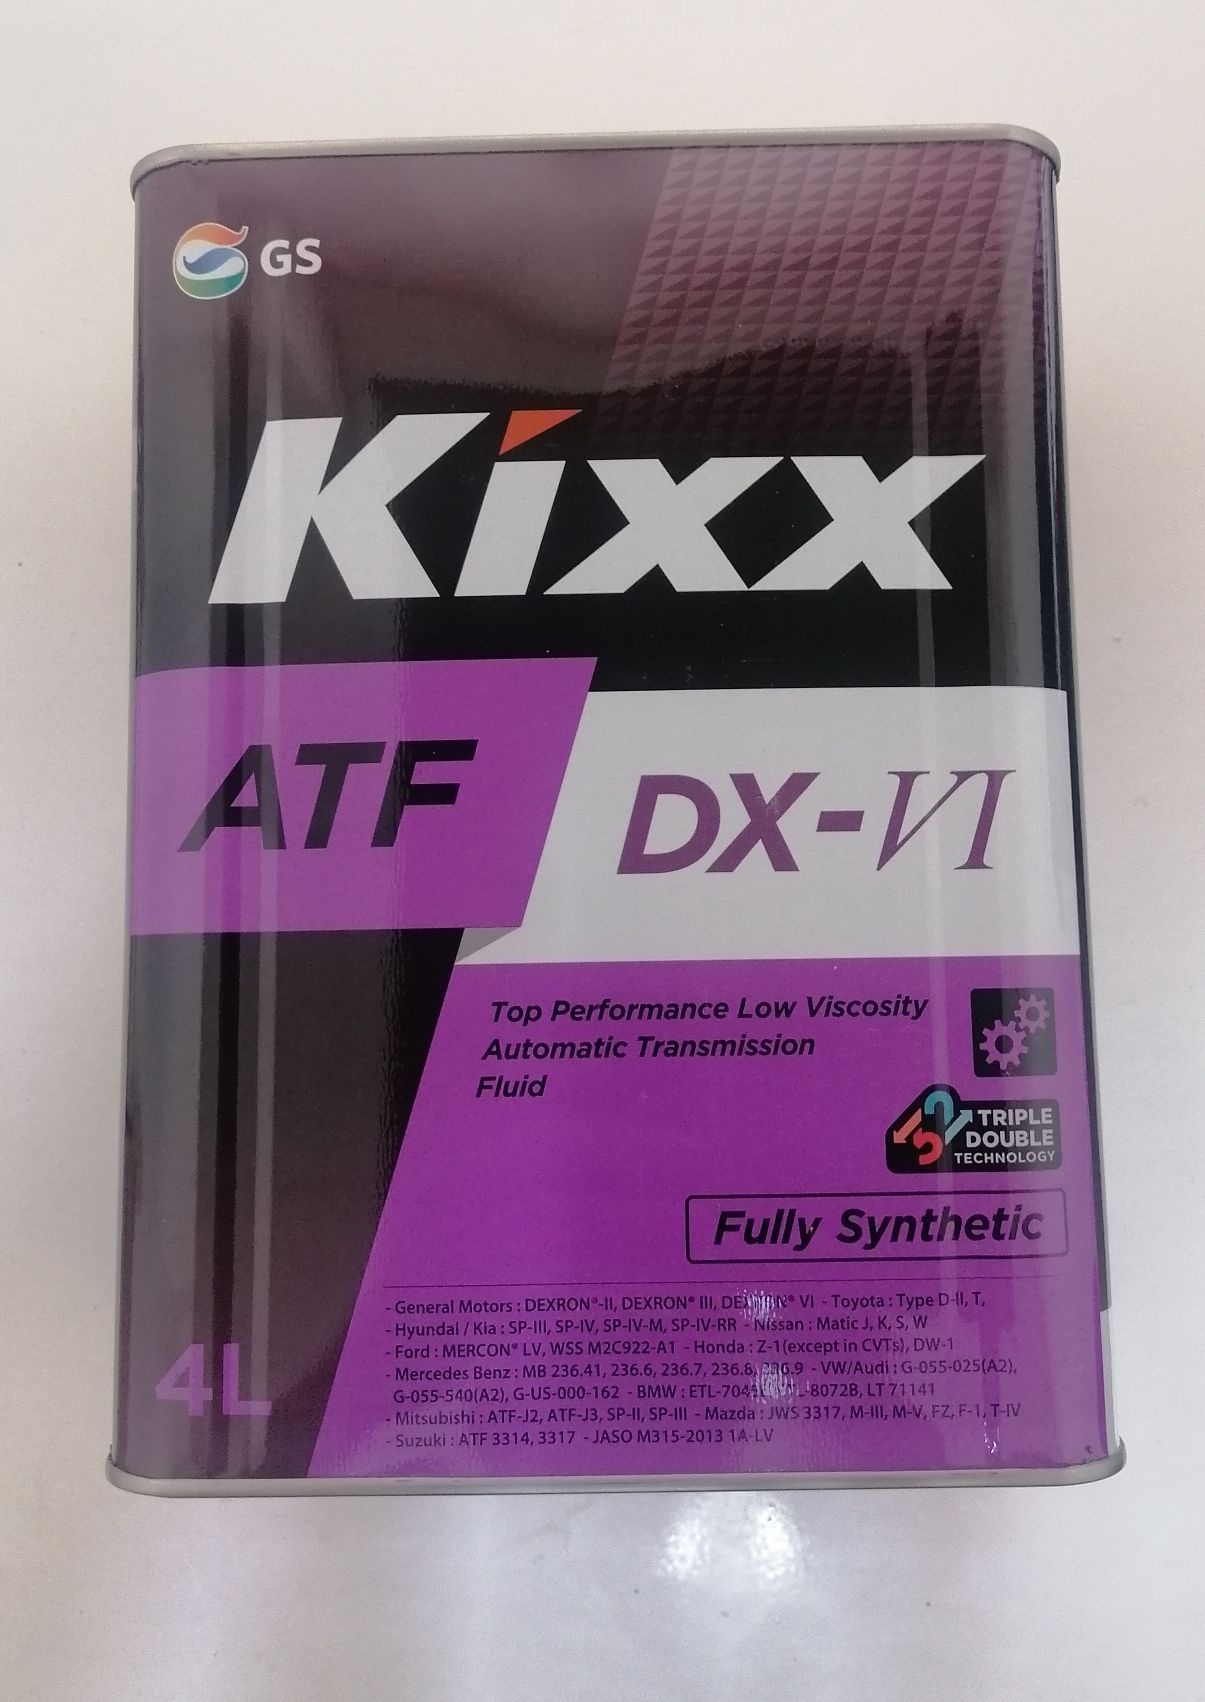 GS
Kixx
ATF
DX-VI
Top Performance Low Viscosity
Automatic Transmission
Fluid
TRIPLE
DOUBLE
TECHNOLOGY
Fully Synthetic
- General Motors : DEXRON®-II, DEXRON® III, DEXRON® VI - Toyota : Type D-II, T,
- Hyundai / Kia : SP-III, SP-IV, SP-IV-M, SP-IV-RR - Nissan : Matic J, K, S, W
- Ford : MERCON® LV, WSS M2C922-A1 - Honda : Z-1(except in CVTs), DW-1
- Mercedes Benz : MB 236.41, 236.6, 236.7, 236.8, 236.9 - VW/Audi : G-055-025(A2),
G-055-540(A2), G-US-000-162 - BMW : LT 71141
- Mitsubishi : ATF-J2, ATF-J3, SP-II, SP-III - Mazda : JWS 3317, M-III, M-V, FZ, F-1, T-IV
- Suzuki : ATF 3314, 3317 - JASO M315-2013 1A-LV
4L